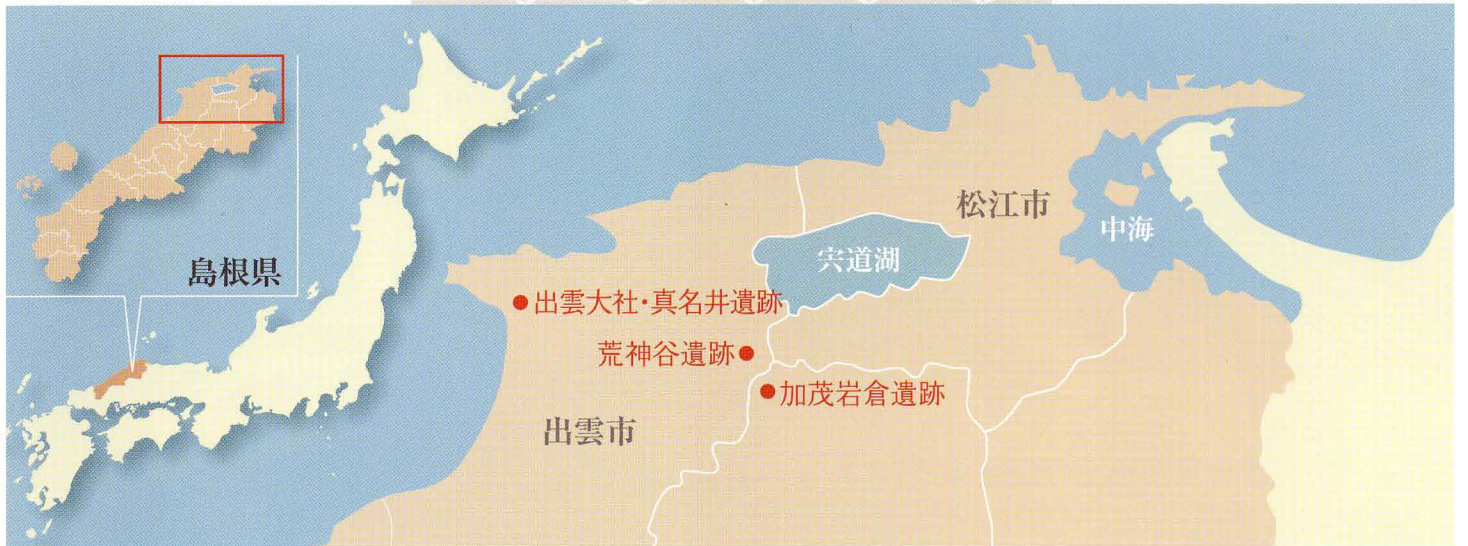 島根県
松江市
中海
宍道湖
出雲大社・真名井遺跡
荒神谷遺跡
加茂岩倉遺跡
出雲市